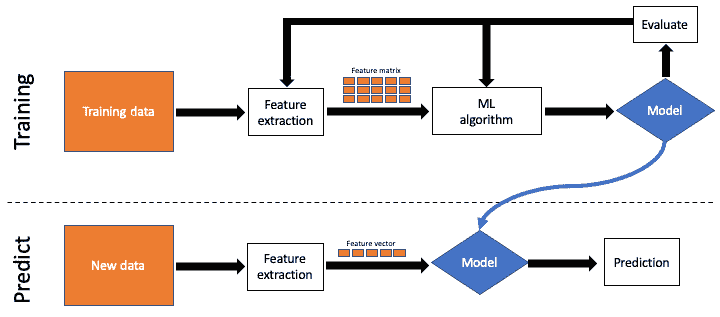 Training
Training data
Feature
extraction
Feature matrix
ML
algorithm
Model
Evaluate
Predict
New data
Feature
extraction
Feature vector
Model
Prediction